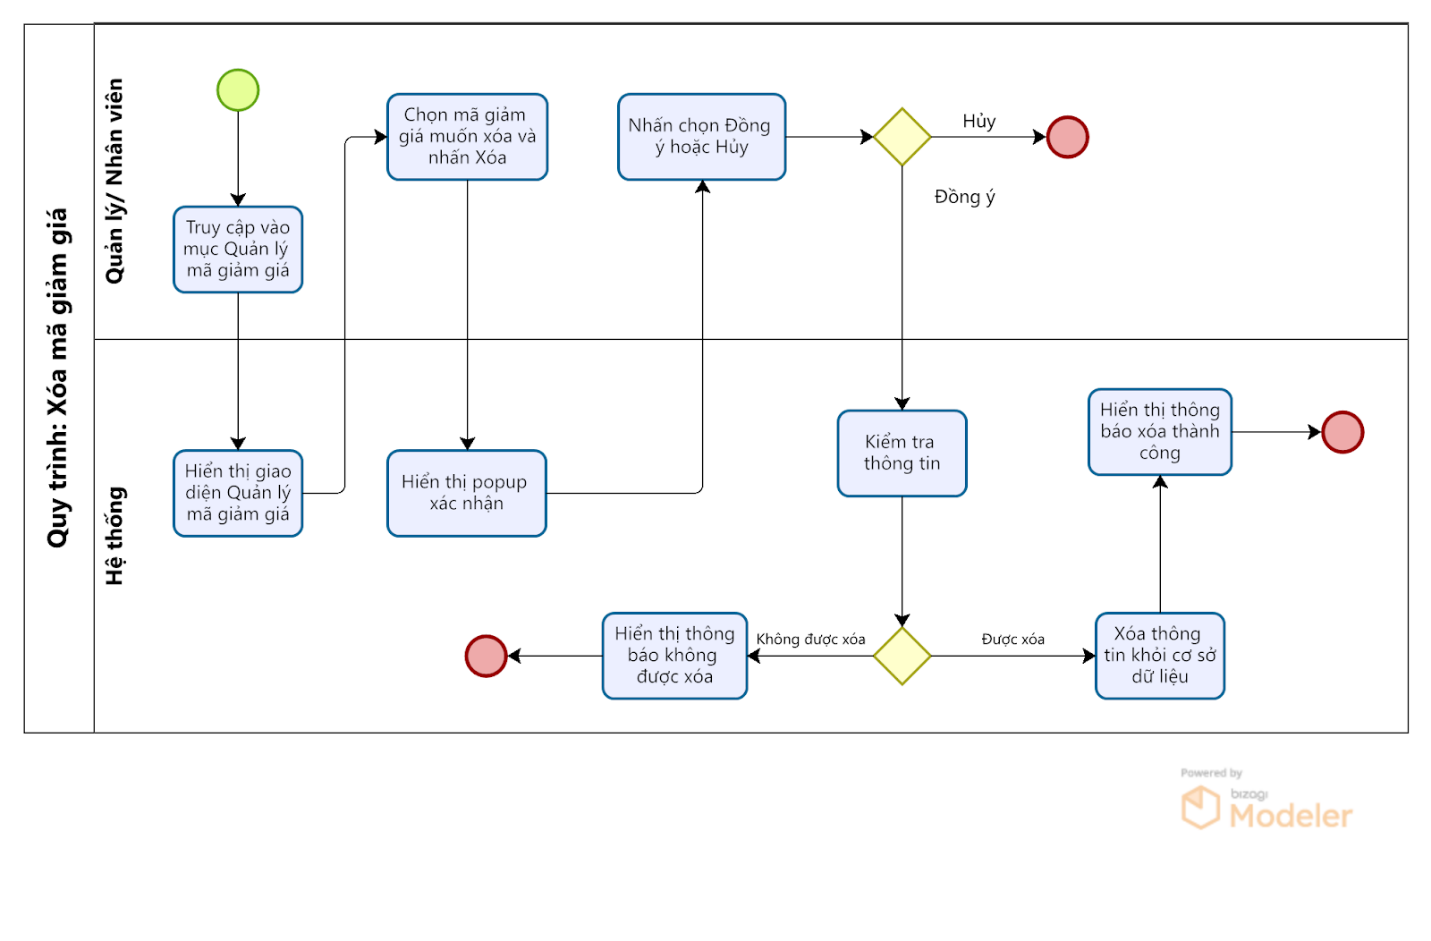 Quy trình: Xóa mã giảm giá
Quản lý/ Nhân viên
Truy cập vào
mục Quản lý
mã giảm giá
Chọn mã giảm
giá muốn xóa và
nhấn Xóa
Nhấn chọn Đồng
ý hoặc Hủy
Hủy
Đồng ý
Hệ thống
Hiển thị giao
diện Quản lý
mã giảm giá
Hiển thị popup
xác nhận
Kiểm tra
thông tin
Hiển thị thông
báo xóa thành
công
Hiển thị thông
báo không
được xóa
Không được xóa
Được xóa
Xóa thông
tin khỏi cơ sở
dữ liệu
Powered by
bizagi
Modeler